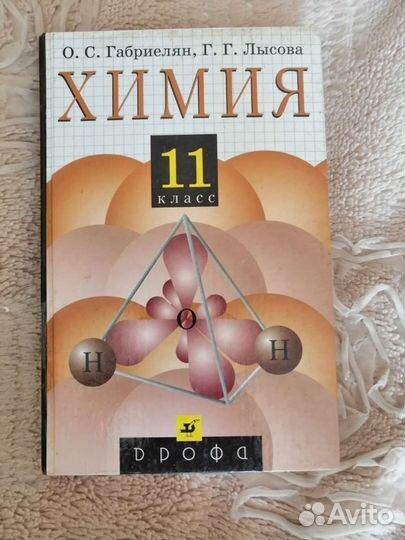 О. С. Габриелян, Г. Г. Лысова
ХИМИЯ
11
класс
О
Н
Н
дрофа
Avito